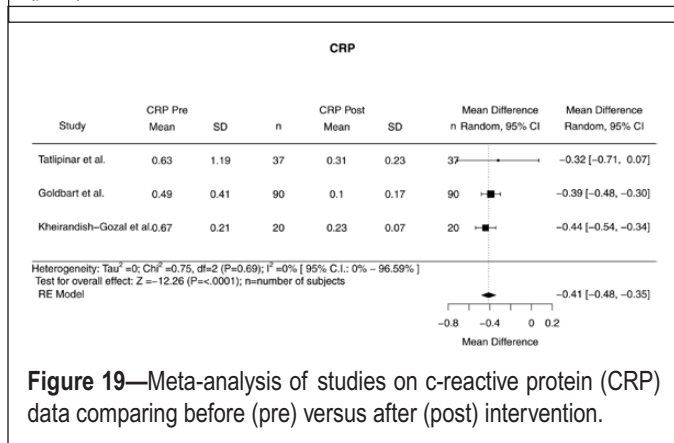 CRP
CRP Pre CRP Post Mean Difference Mean Difference
Study Mean SD n Mean SD n Random, 95% CI Random, 95% CI
Tatlipinar et al. 0.63 1.19 37 0.31 0.23 37 −0.32 [−0.71, 0.07]
Goldbart et al. 0.49 0.41 90 0.1 0.17 90 −0.39 [−0.48, −0.30]
Kheirandish−Gozal et al. 0.67 0.21 20 0.23 0.07 20 −0.44 [−0.54, −0.34]
Heterogeneity: Tau² =0; Chi² =0.75, df=2 (P=0.69); I² =0% [ 95% C.I.: 0% − 96.59% ]
Test for overall effect: Z =−12.26 (P=<.0001); n=number of subjects
RE Model −0.41 [−0.48, −0.35]
−0.8 −0.4 0 0.2
Mean Difference
Figure 19—Meta-analysis of studies on c-reactive protein (CRP)
data comparing before (pre) versus after (post) intervention.